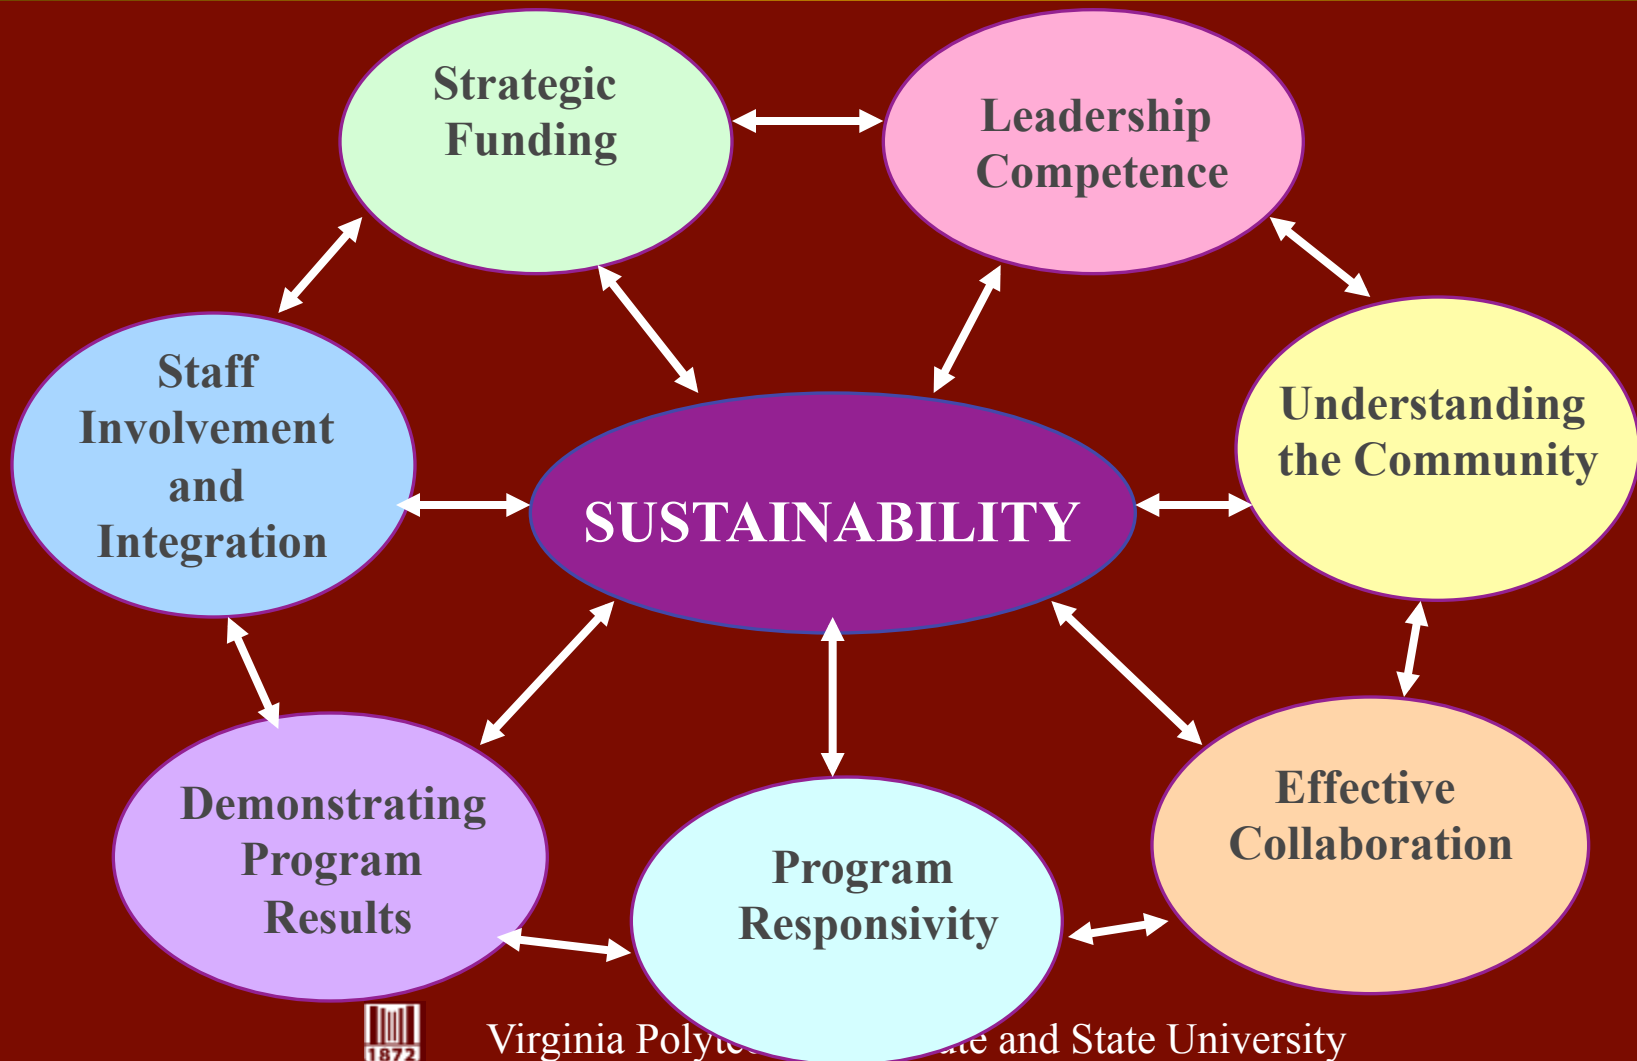 Strategic
Funding
Leadership
Competence
Staff
Involvement
and
Integration
SUSTAINABILITY
Understanding
the Community
Demonstrating
Program
Results
Program
Responsivity
Effective
Collaboration
1872
Virginia and State University